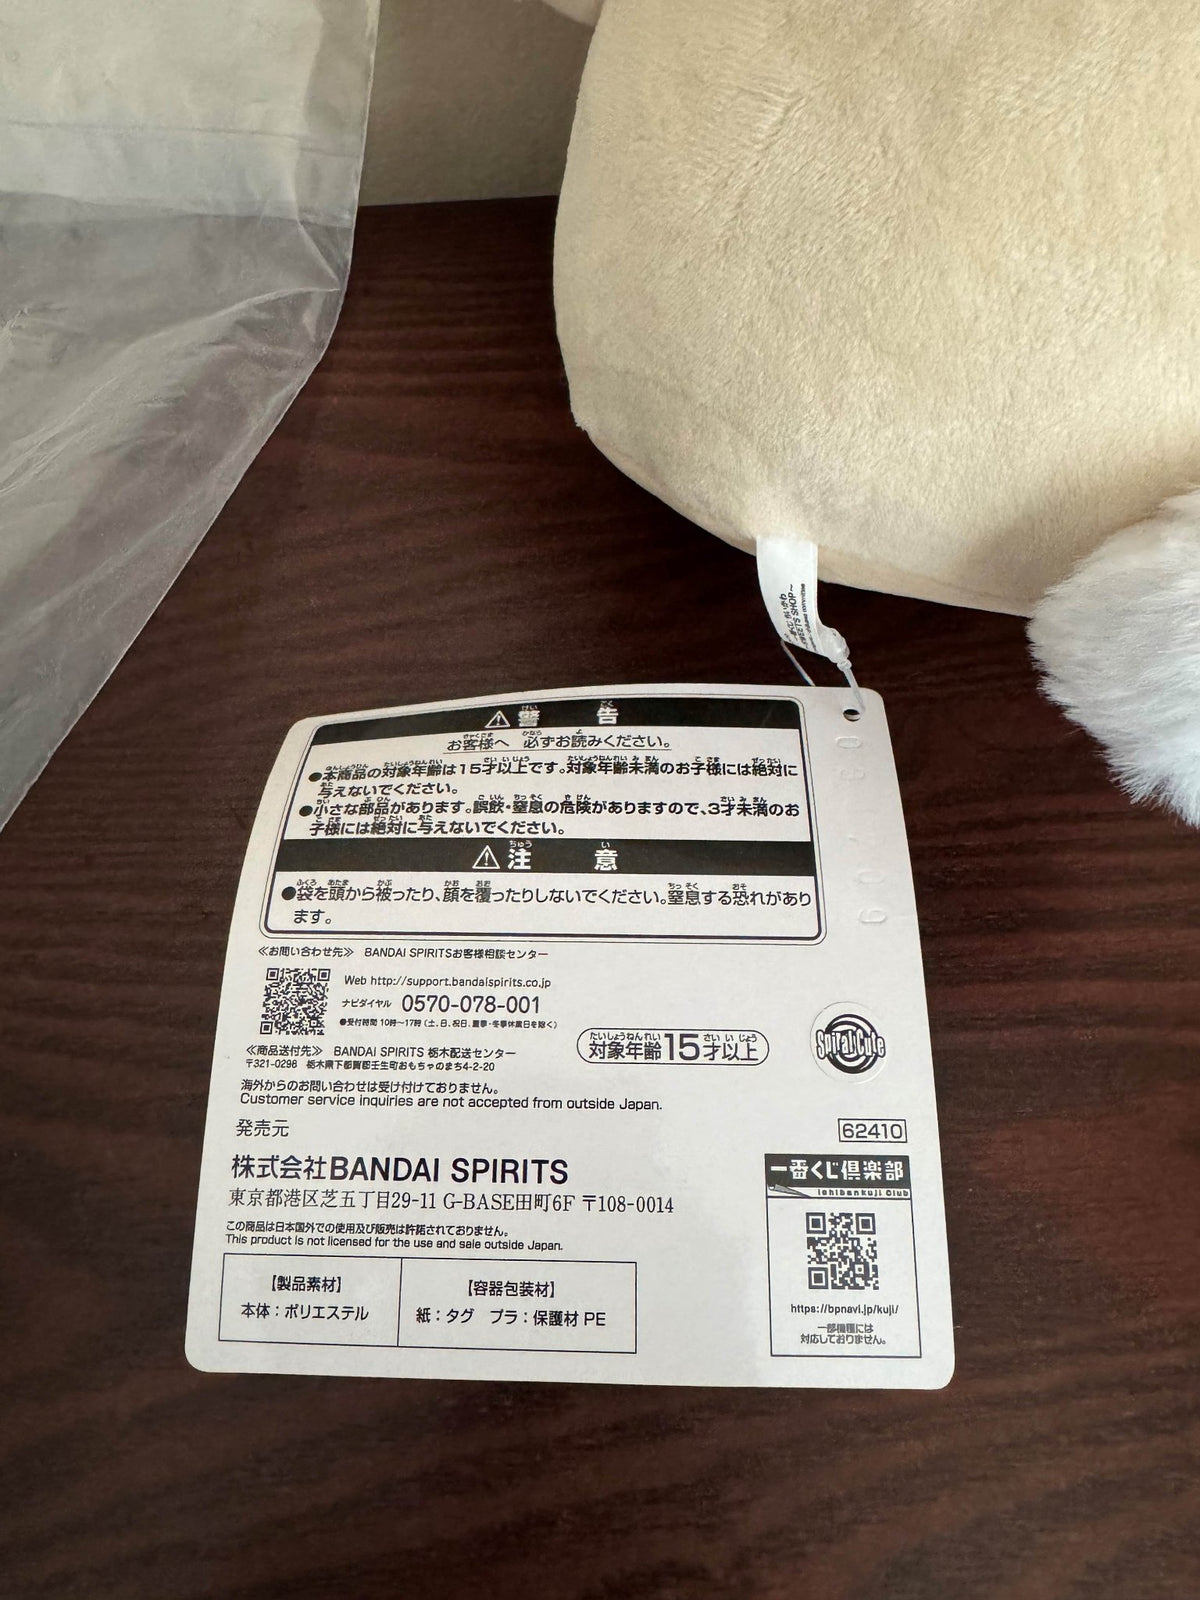 警告
お客様へ 必ずお読みください。
●本商品の対象年齢は15才以上です。対象年齢未満のお子様には絶対に
与えないでください。
●小さな部品があります。誤飲・窒息の危険がありますので、3才未満のお
子様には絶対に与えないでください。
注意
●袋を頭から被ったり、顔を覆ったりしないでください。窒息する恐れがあり
ます。
≪お問い合わせ先≫ BANDAI SPIRITSお客様相談センター
Web http://support.bandaispirits.co.jp
ナビダイヤル 0570-078-001
●受付時間 10時〜17時(土、日、祝日、夏季・冬季休業日を除く)
対象年齢15才以上
SpiralCute
≪商品送付先≫ BANDAI SPIRITS 栃木配送センター
〒321-0298 栃木県下都賀郡壬生町おもちゃのまち4-2-20
海外からのお問い合わせは受け付けておりません。
Customer service inquiries are not accepted from outside Japan.
発売元
62410
株式会社BANDAI SPIRITS
東京都港区芝五丁目29-11 G-BASE田町6F 〒108-0014
この商品は日本国外での使用及び販売は許諾されておりません。
This product is not licensed for the use and sale outside Japan.
【製品素材】
本体：ポリエステル
【容器包装材】
紙：タグ プラ：保護材 PE
一番くじ倶楽部
Ichibankuji Club
https://bpnavi.jp/kuji/
一部機種には
対応しておりません。